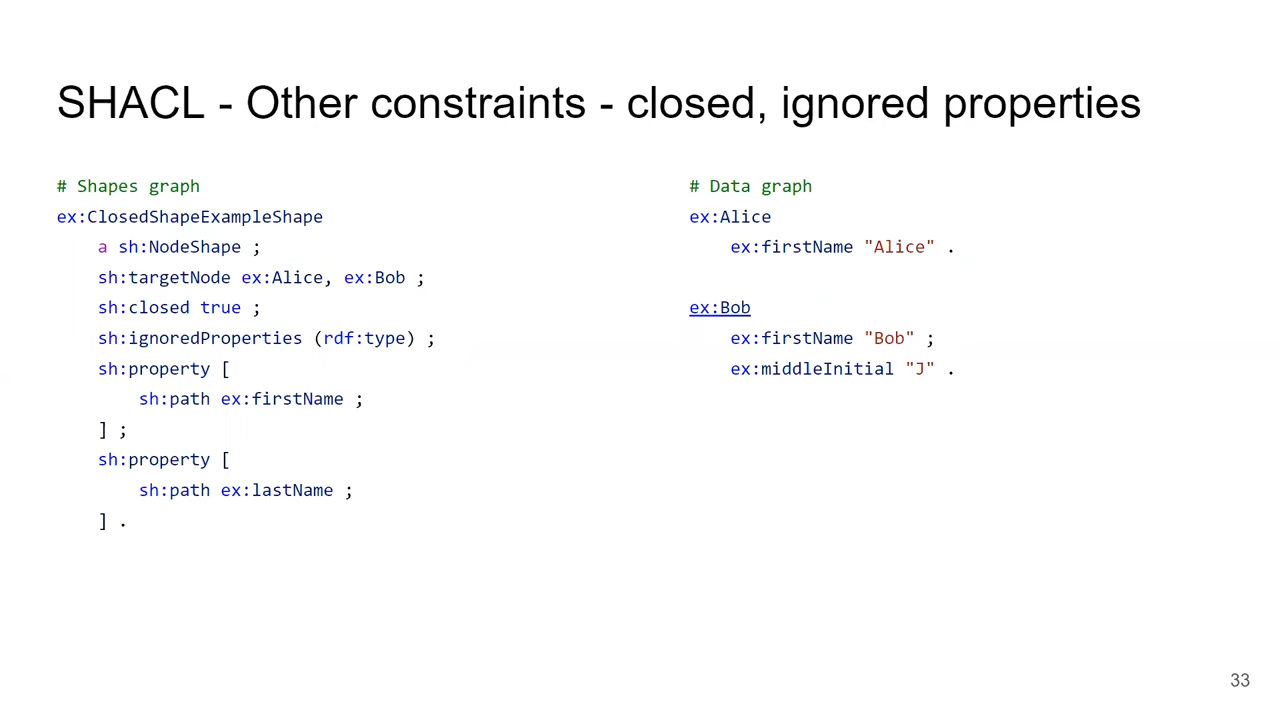 SHACL - Other constraints - closed, ignored properties
# Shapes graph
ex:ClosedShapeExampleShape
    a sh:NodeShape ;
    sh:targetNode ex:Alice, ex:Bob ;
    sh:closed true ;
    sh:ignoredProperties (rdf:type) ;
    sh:property [
        sh:path ex:firstName ;
    ] ;
    sh:property [
        sh:path ex:lastName ;
    ] .
# Data graph
ex:Alice
    ex:firstName "Alice" .
ex:Bob
    ex:firstName "Bob" ;
    ex:middleInitial "J" .
33